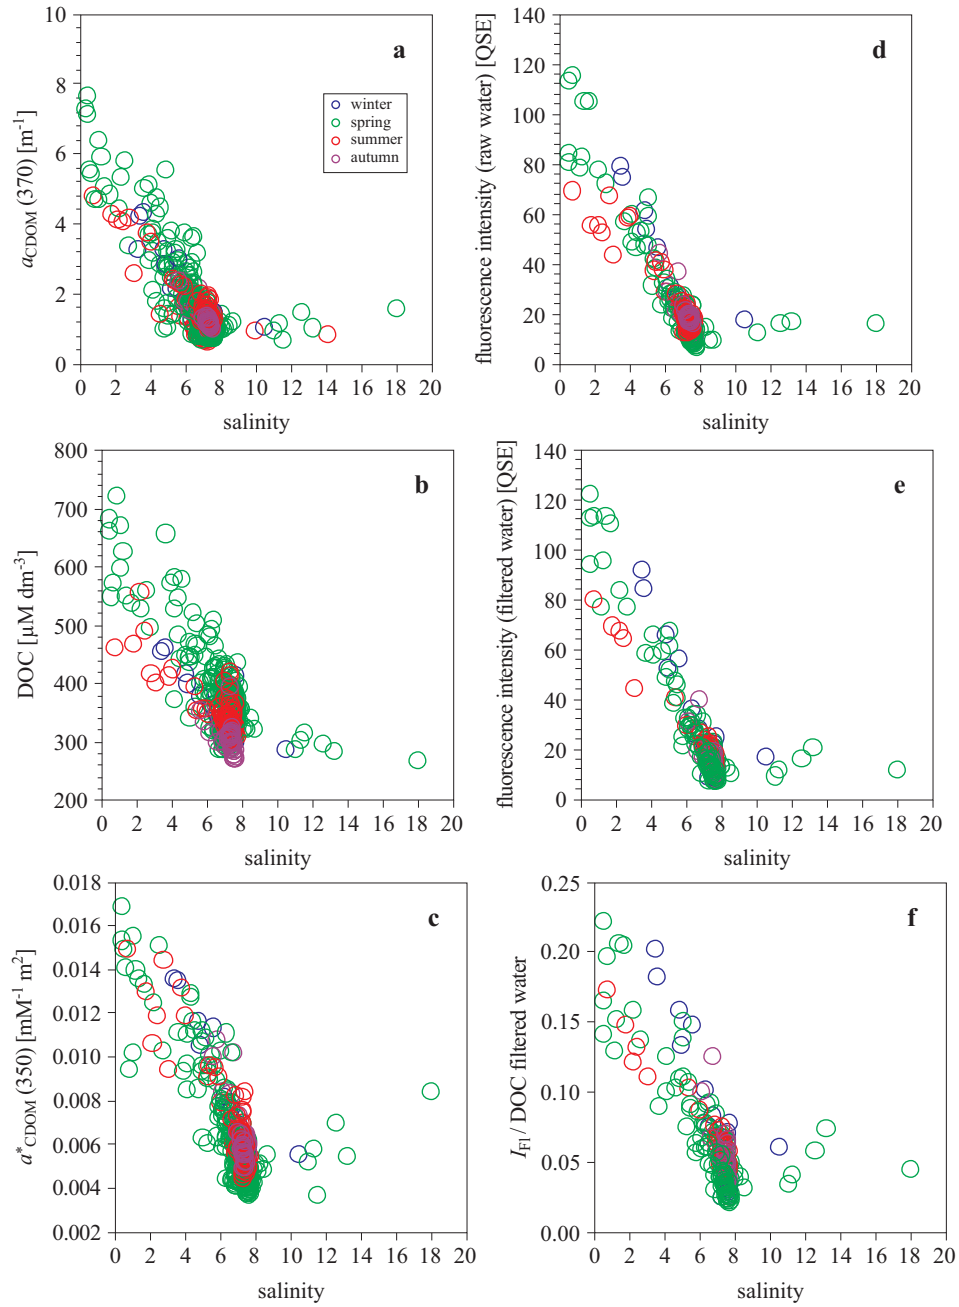 a
a_CDOM (370) [m⁻¹]
10
8
6
4
2
0
winter
spring
summer
autumn
0 2 4 6 8 10 12 14 16 18 20
salinity
d
fluorescence intensity (raw water) [QSE]
140
120
100
80
60
40
20
0
0 2 4 6 8 10 12 14 16 18 20
salinity
b
DOC [µM dm⁻³]
800
700
600
500
400
300
200
0 2 4 6 8 10 12 14 16 18 20
salinity
e
fluorescence intensity (filtered water) [QSE]
140
120
100
80
60
40
20
0
0 2 4 6 8 10 12 14 16 18 20
salinity
c
a*_CDOM (350) [mM⁻¹ m²]
0.018
0.016
0.014
0.012
0.010
0.008
0.006
0.004
0.002
0 2 4 6 8 10 12 14 16 18 20
salinity
f
I_Fl / DOC filtered water
0.25
0.20
0.15
0.10
0.05
0.00
0 2 4 6 8 10 12 14 16 18 20
salinity